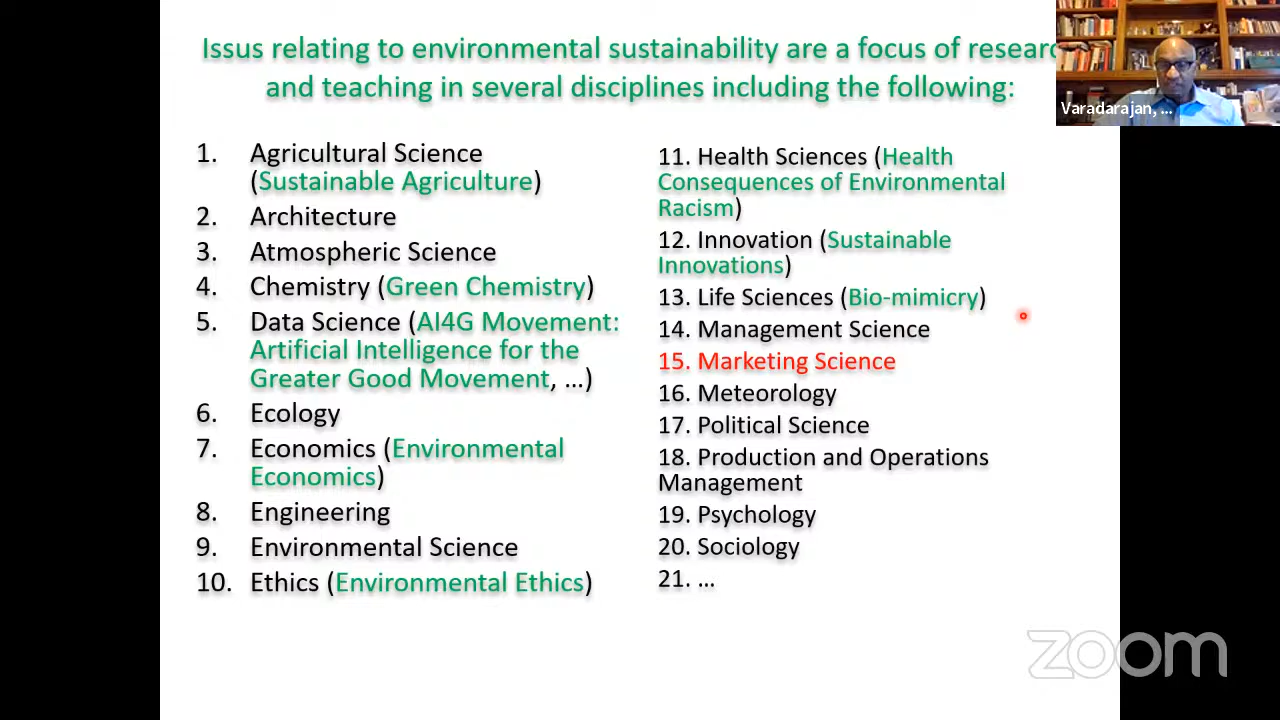 Issus relating to environmental sustainability are a focus of researc
and teaching in several disciplines including the following:
Varadarajan, ...
1. Agricultural Science
(Sustainable Agriculture)
2. Architecture
3. Atmospheric Science
4. Chemistry (Green Chemistry)
5. Data Science (AI4G Movement:
Artificial Intelligence for the
Greater Good Movement, ...)
6. Ecology
7. Economics (Environmental
Economics)
8. Engineering
9. Environmental Science
10. Ethics (Environmental Ethics)
11. Health Sciences (Health
Consequences of Environmental
Racism)
12. Innovation (Sustainable
Innovations)
13. Life Sciences (Bio-mimicry)
14. Management Science
15. Marketing Science
16. Meteorology
17. Political Science
18. Production and Operations
Management
19. Psychology
20. Sociology
21. ...
zoom